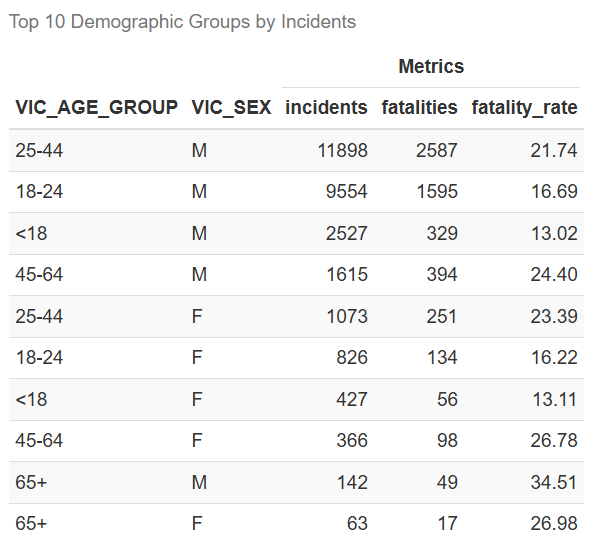 Top 10 Demographic Groups by Incidents
Metrics
VIC_AGE_GROUP VIC_SEX incidents fatalities fatality_rate
25-44 M 11898 2587 21.74
18-24 M 9554 1595 16.69
<18 M 2527 329 13.02
45-64 M 1615 394 24.40
25-44 F 1073 251 23.39
18-24 F 826 134 16.22
<18 F 427 56 13.11
45-64 F 366 98 26.78
65+ M 142 49 34.51
65+ F 63 17 26.98